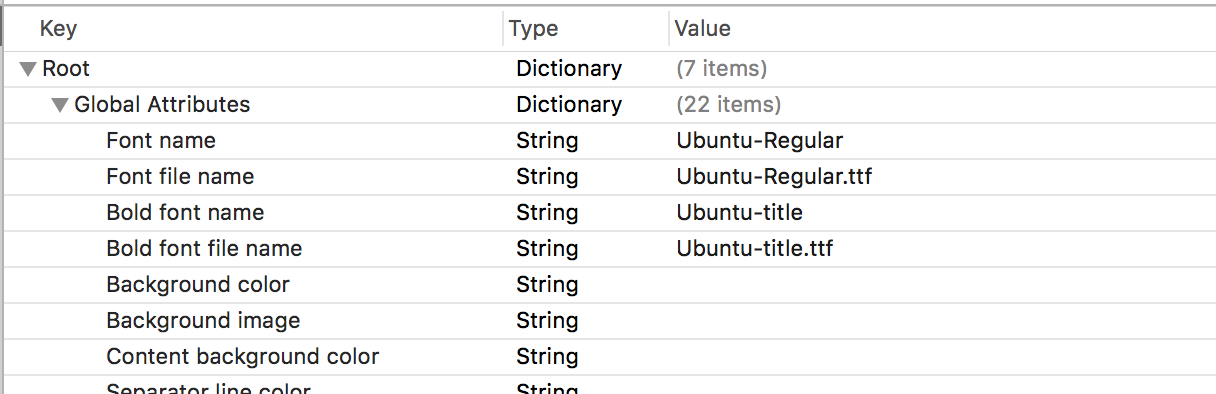 Key Type Value
Root Dictionary (7 items)
Global Attributes Dictionary (22 items)
Font name String Ubuntu-Regular
Font file name String Ubuntu-Regular.ttf
Bold font name String Ubuntu-title
Bold font file name String Ubuntu-title.ttf
Background color String
Background image String
Content background color String
Separator line color String